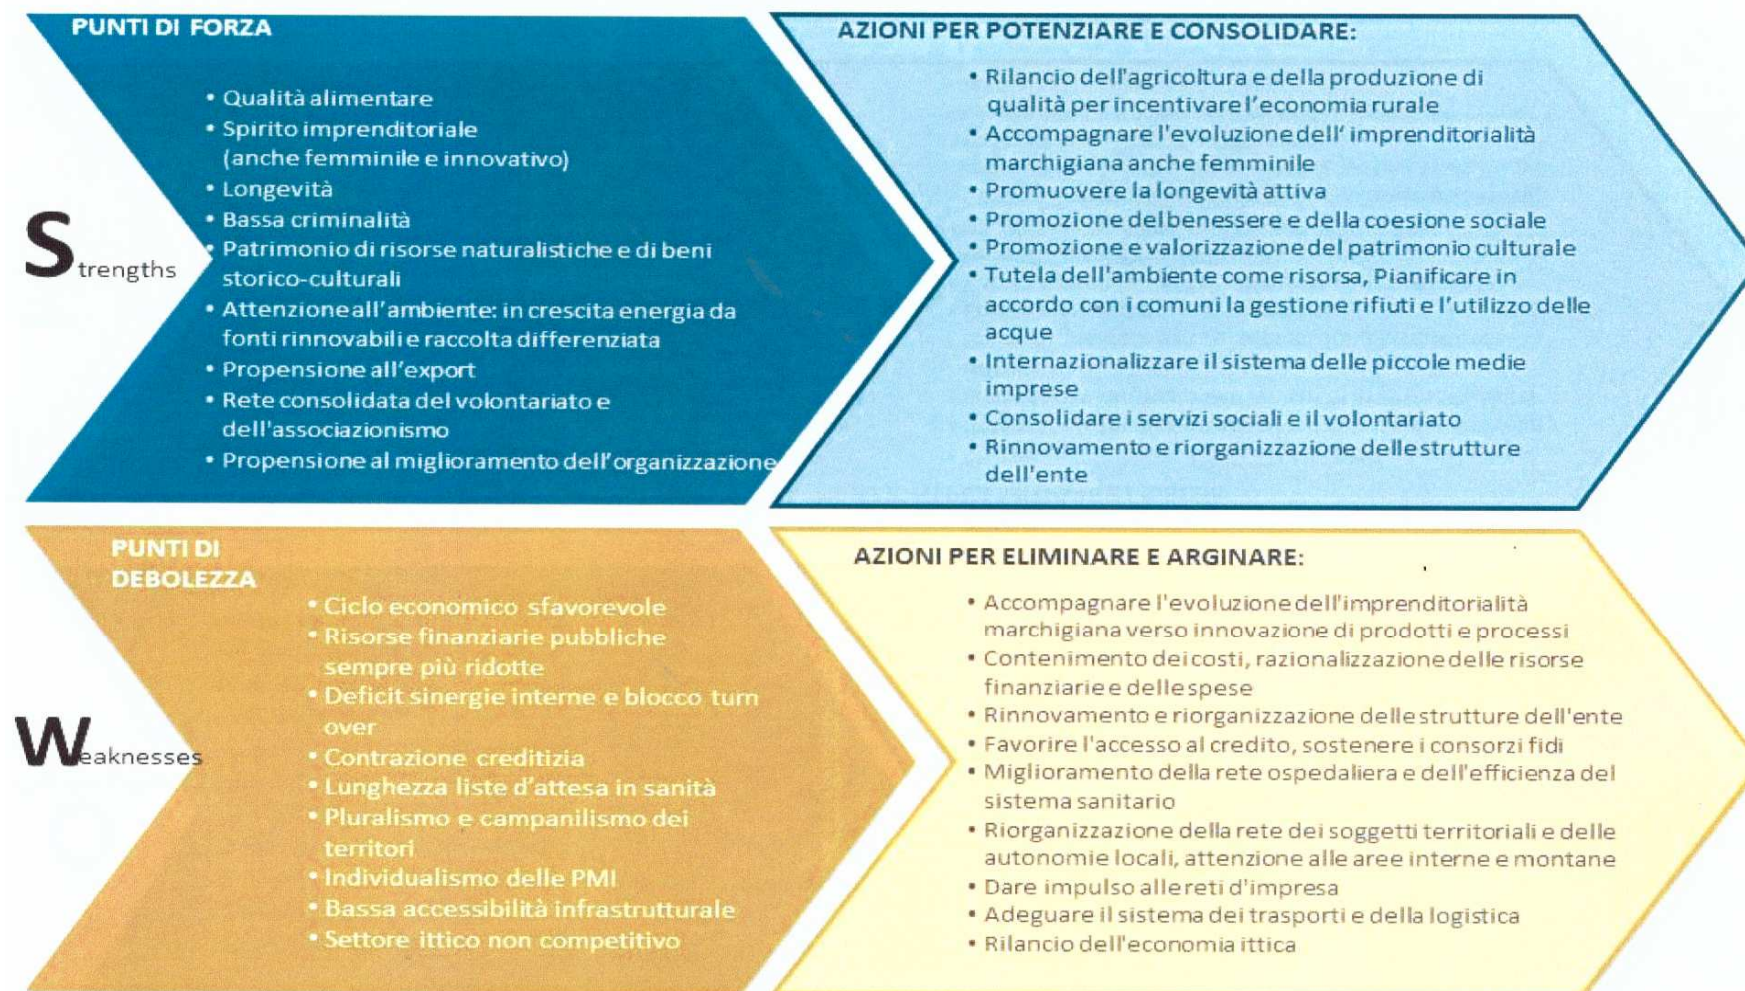 PUNTI DI FORZA
• Qualità alimentare
• Spirito imprenditoriale
(anche femminile e innovativo)
• Longevità
• Bassa criminalità
• Patrimonio di risorse naturalistiche e di beni
storico-culturali
• Attenzione all'ambiente: in crescita energia da
fonti rinnovabili e raccolta differenziata
• Propensione all'export
• Rete consolidata del volontariato e
dell'associazionismo
• Propensione al miglioramento dell'organizzazione
Strengths
AZIONI PER POTENZIARE E CONSOLIDARE:
• Rilancio dell'agricoltura e della produzione di
qualità per incentivare l'economia rurale
• Accompagnare l'evoluzione dell' imprenditorialità
marchigiana anche femminile
• Promuovere la longevità attiva
• Promozione del benessere e della coesione sociale
• Promozione e valorizzazione del patrimonio culturale
• Tutela dell'ambiente come risorsa, Pianificare in
accordo con i comuni la gestione rifiuti e l'utilizzo delle
acque
• Internazionalizzare il sistema delle piccole medie
imprese
• Consolidare i servizi sociali e il volontariato
• Rinnovamento e riorganizzazione delle strutture
dell'ente
PUNTI DI
DEBOLEZZA
• Ciclo economico sfavorevole
• Risorse finanziarie pubbliche
sempre più ridotte
• Deficit sinergie interne e blocco turn
over
• Contrazione creditizia
• Lunghezza liste d'attesa in sanità
• Pluralismo e campanilismo dei
territori
• Individualismo delle PMI
• Bassa accessibilità infrastrutturale
• Settore ittico non competitivo
Weaknesses
AZIONI PER ELIMINARE E ARGINARE:
• Accompagnare l'evoluzione dell'imprenditorialità
marchigiana verso innovazione di prodotti e processi
• Contenimento dei costi, razionalizzazione delle risorse
finanziarie e delle spese
• Rinnovamento e riorganizzazione delle strutture dell'ente
• Favorire l'accesso al credito, sostenere i consorzi fidi
• Miglioramento della rete ospedaliera e dell'efficienza del
sistema sanitario
• Riorganizzazione della rete dei soggetti territoriali e delle
autonomie locali, attenzione alle aree interne e montane
• Dare impulso alle reti d'impresa
• Adeguare il sistema dei trasporti e della logistica
• Rilancio dell'economia ittica